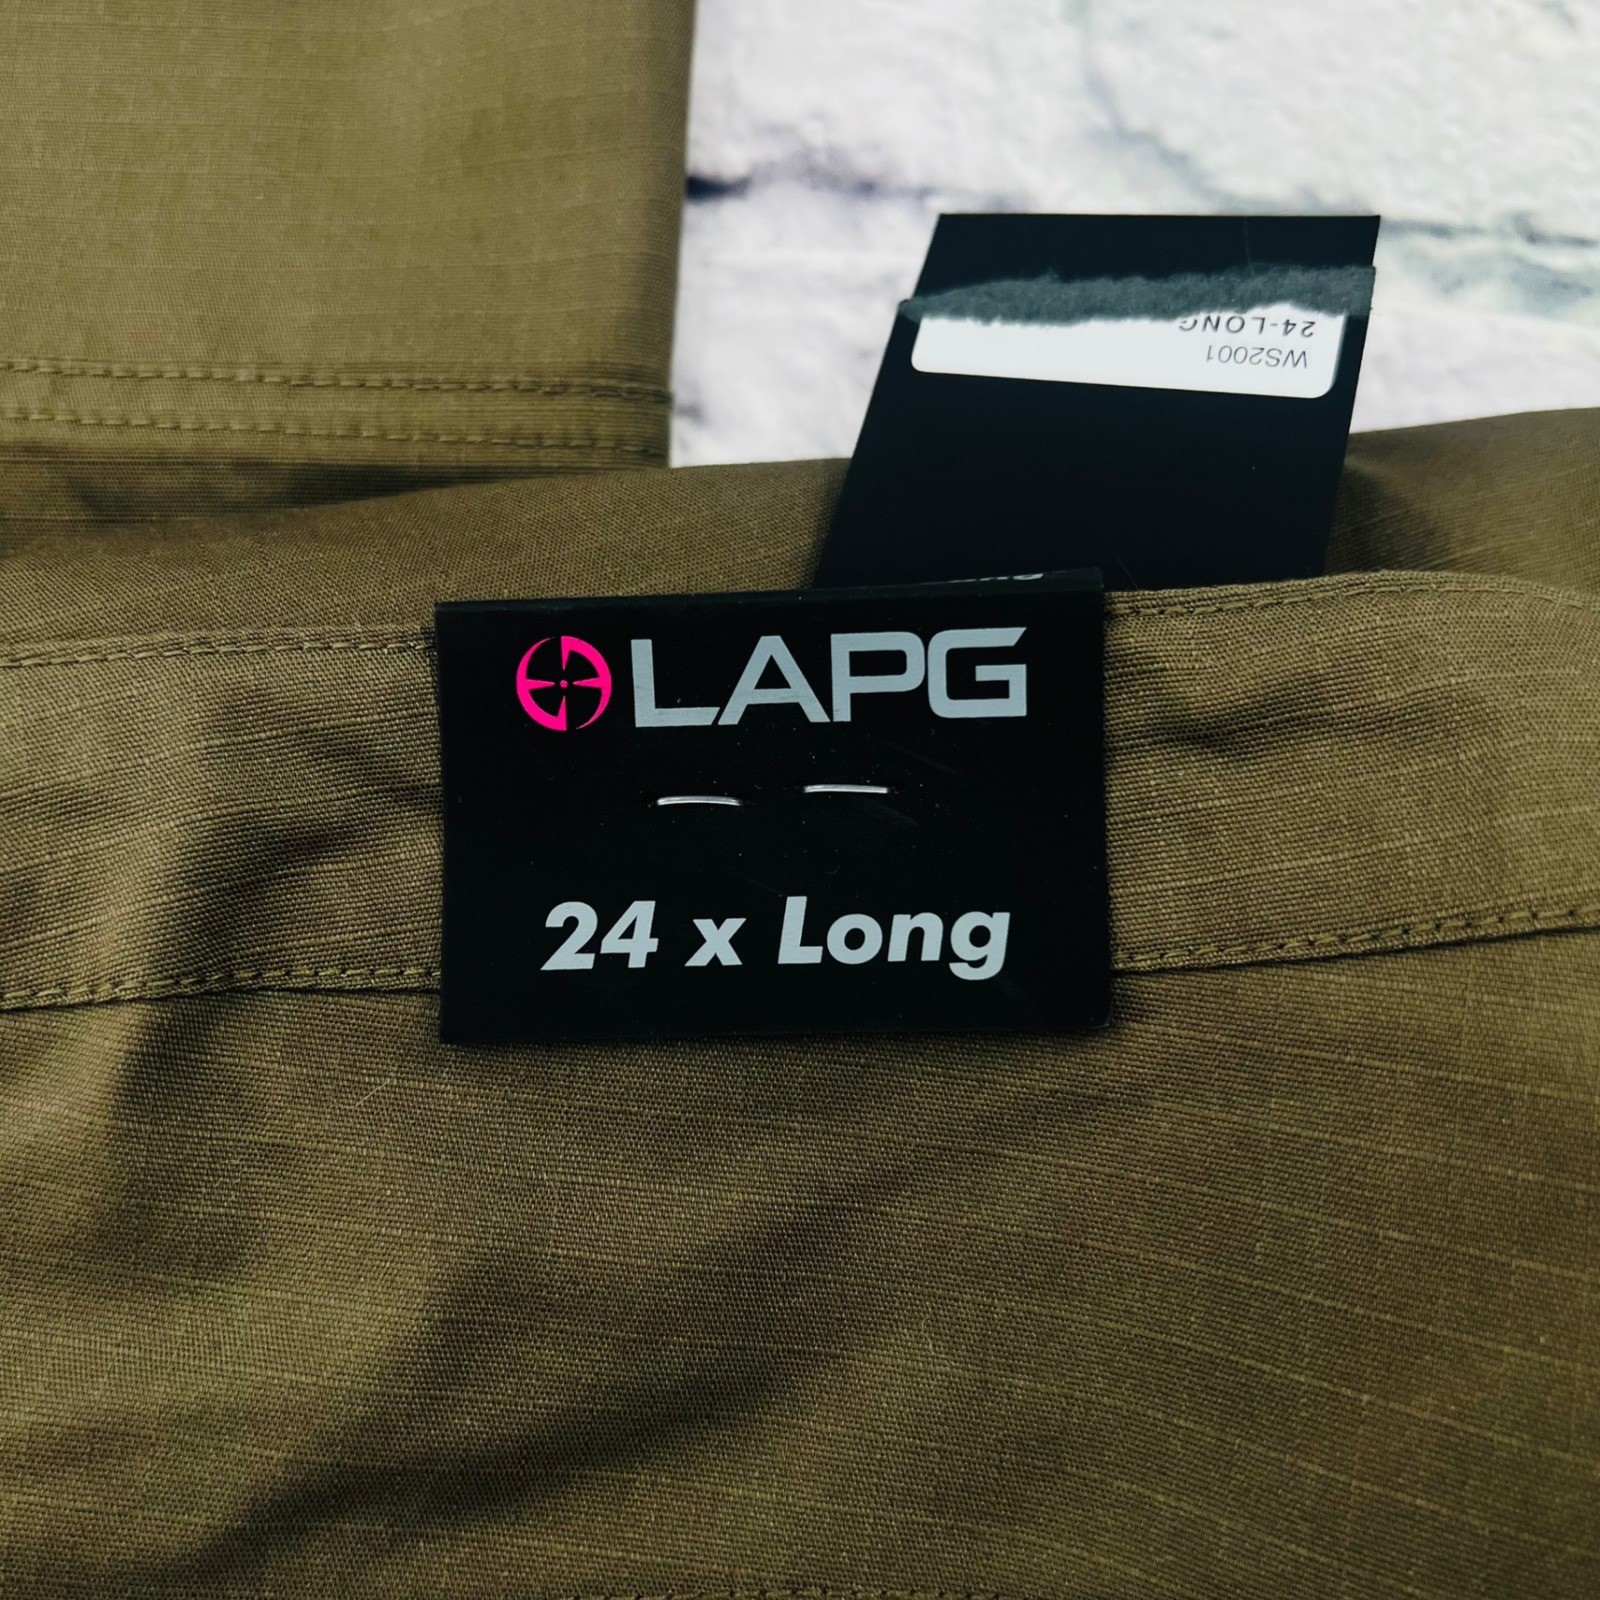 24-LONG
WS2001
LAPG
24 x Long